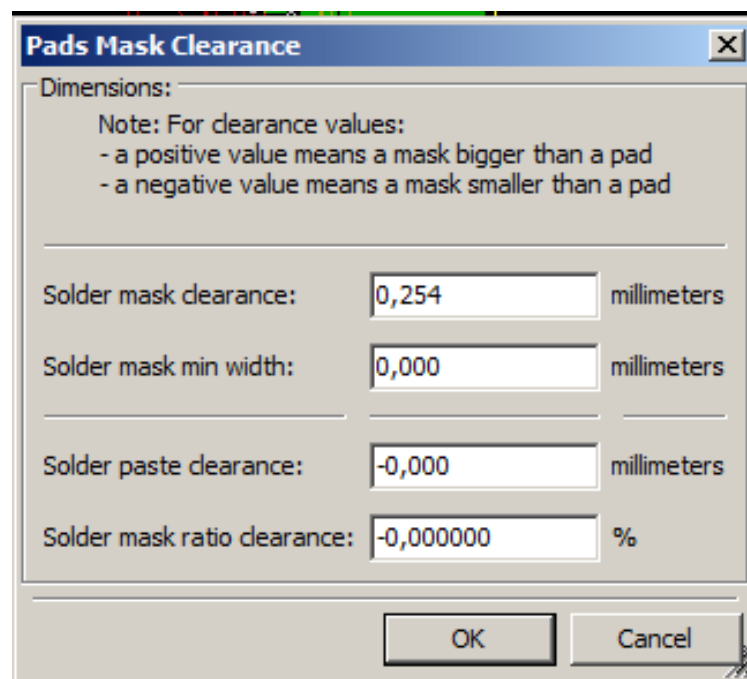 Pads Mask Clearance
Dimensions:
Note: For clearance values:
- a positive value means a mask bigger than a pad
- a negative value means a mask smaller than a pad
Solder mask clearance: 0,254 millimeters
Solder mask min width: 0,000 millimeters
Solder paste clearance: -0,000 millimeters
Solder mask ratio clearance: -0,000000 %
OK Cancel